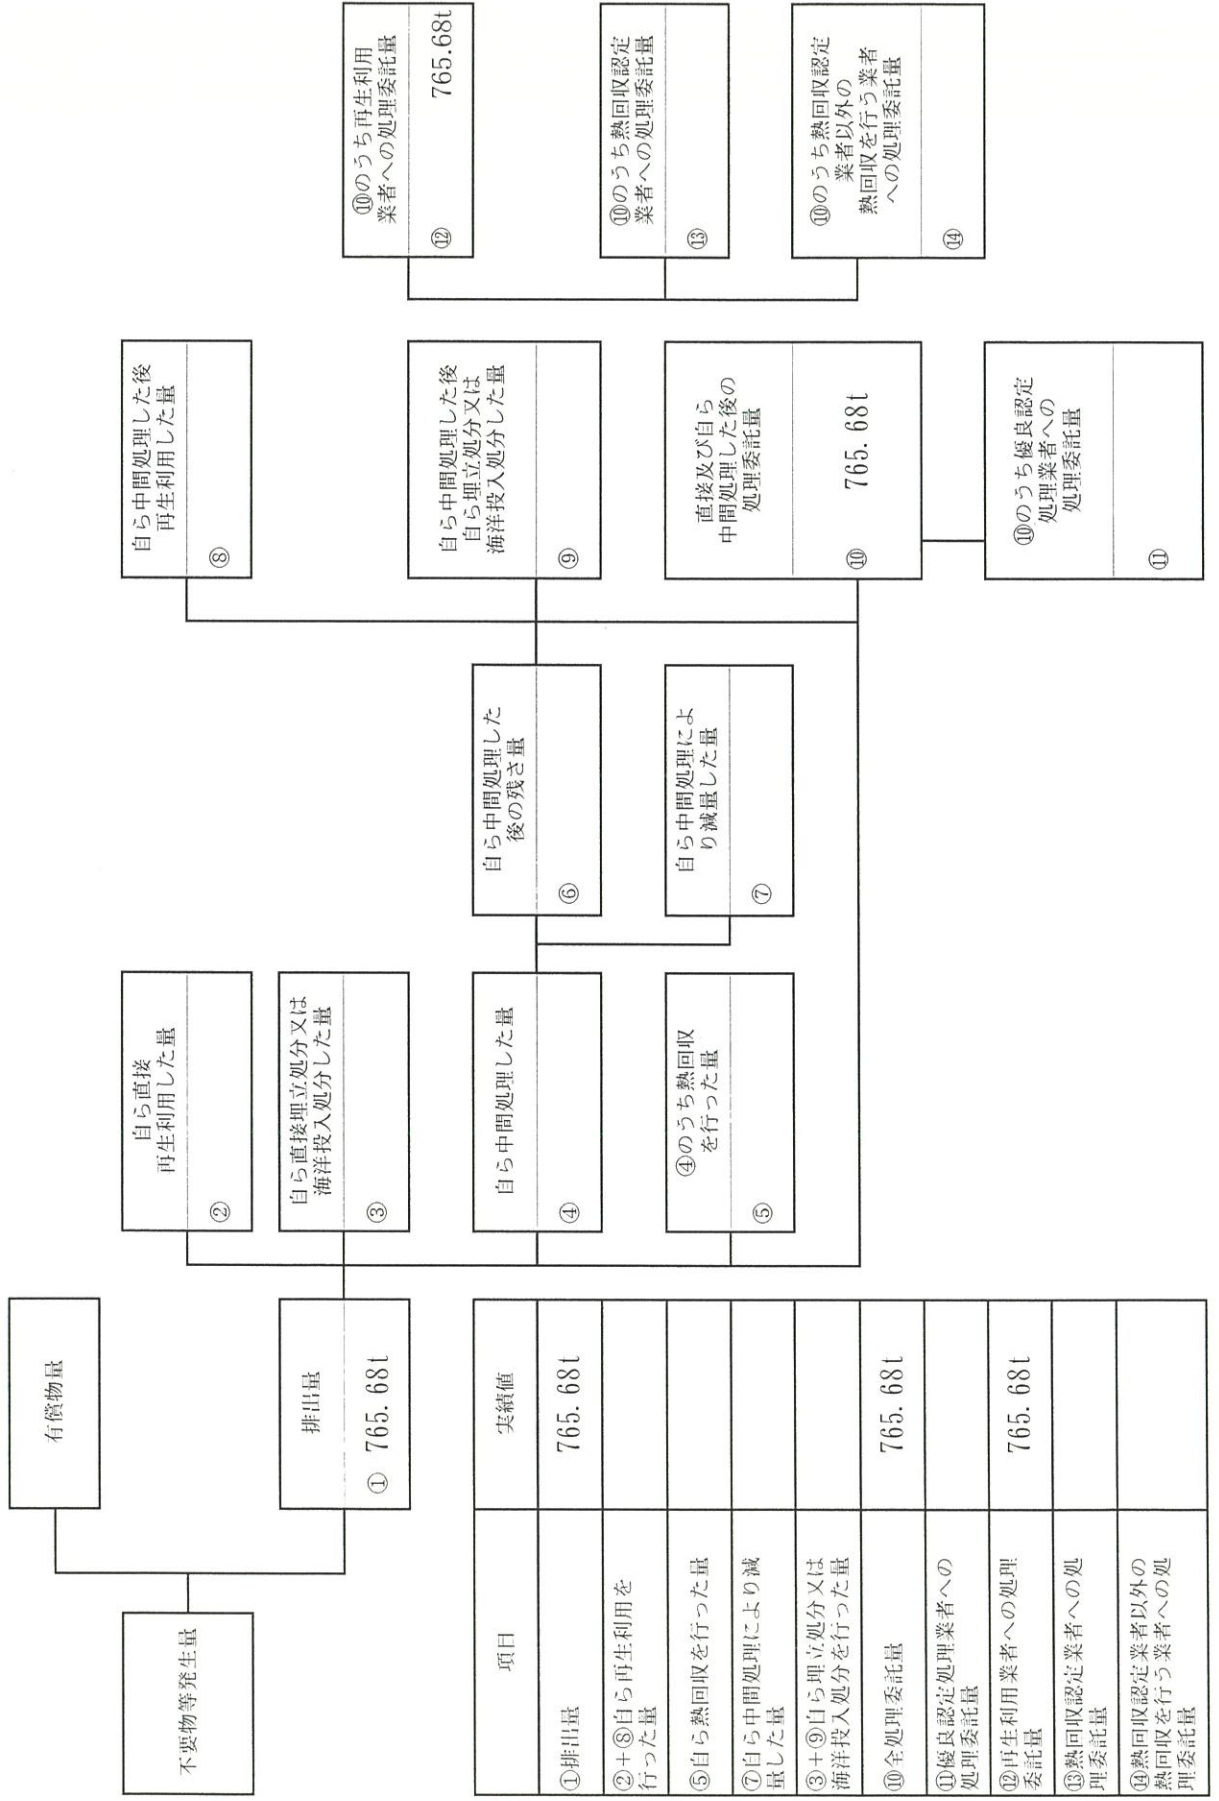 不要物等発生量
有償物量
排出量
① 765.68t
自ら直接
再生利用した量
②
自ら直接埋立処分又は
海洋投入処分した量
③
自ら中間処理した量
④
④のうち熱回収
を行った量
⑤
自ら中間処理した
後の残さ量
⑥
自ら中間処理によ
り減量した量
⑦
自ら中間処理した後
再生利用した量
⑧
自ら中間処理した後
自ら埋立処分又は
海洋投入処分した量
⑨
直接及び自ら
中間処理した後の
処理委託量
⑩ 765.68t
⑩のうち優良認定
処理業者への
処理委託量
⑪
⑩のうち再生利用
業者への処理委託量
⑫ 765.68t
⑩のうち熱回収認定
業者への処理委託量
⑬
⑩のうち熱回収認定
業者以外の
熱回収を行う業者
への処理委託量
⑭
項目 実績値
①排出量 765.68t
②+⑧自ら再生利用を
行った量
⑤自ら熱回収を行った量
⑦自ら中間処理により減
量した量
③+⑨自ら埋立処分又は
海洋投入処分を行った量
⑩全処理委託量 765.68t
⑪優良認定処理業者への
処理委託量
⑫再生利用業者への処理
委託量 765.68t
⑬熱回収認定業者への処
理委託量
⑭熱回収認定業者以外の
熱回収を行う業者への処
理委託量